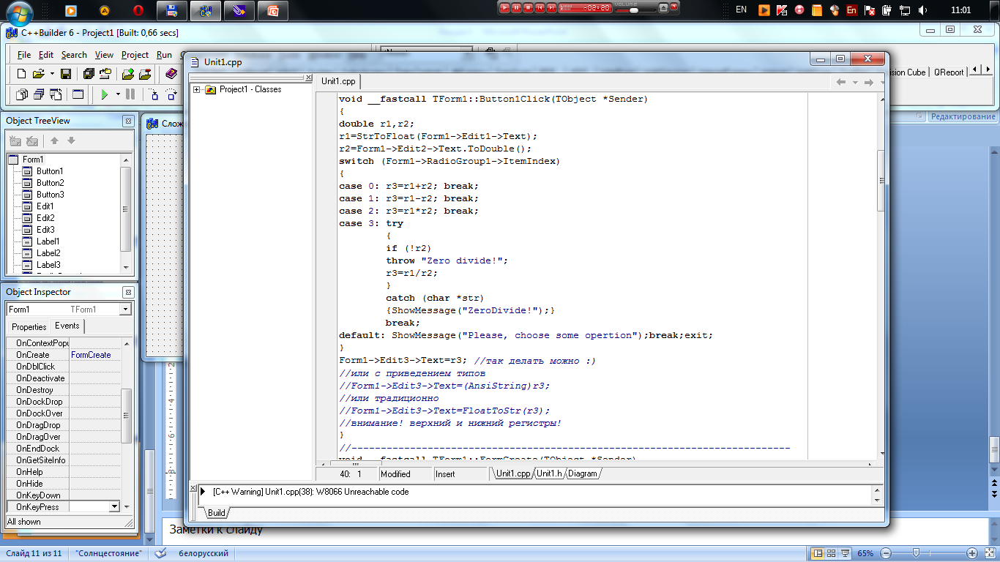 -02:20
VOLUME
EN
En
11:01
C++Builder 6 - Project1 [Built: 0,66 secs]
File Edit Search View Project Run
Unit1.cpp
Project1 - Classes
Unit1.cpp
QReport
Редактирование
Object TreeView
Form1
Button1
Button2
Button3
Edit1
Edit2
Edit3
Label1
Label2
Label3
Object Inspector
Form1 TForm1
Properties Events
OnContextPopu
OnCreate FormCreate
OnDblClick
OnDeactivate
OnDestroy
OnDockDrop
OnDockOver
OnDragDrop
OnDragOver
OnEndDock
OnGetSiteInfo
OnHelp
OnHide
OnKeyDown
OnKeyPress
All shown
void __fastcall TForm1::Button1Click(TObject *Sender)
{
double r1,r2;
r1=StrToFloat(Form1->Edit1->Text);
r2=Form1->Edit2->Text.ToDouble();
switch (Form1->RadioGroup1->ItemIndex)
{
case 0: r3=r1+r2; break;
case 1: r3=r1-r2; break;
case 2: r3=r1*r2; break;
case 3: try
{
if (!r2)
throw "Zero divide!";
r3=r1/r2;
}
catch (char *str)
{ShowMessage("ZeroDivide!");}
break;
default: ShowMessage("Please, choose some opertion");break;exit;
}
Form1->Edit3->Text=r3; //так делать можно :)
//или с приведением типов
//Form1->Edit3->Text=(AnsiString)r3;
//или традиционно
//Form1->Edit3->Text=FloatToStr(r3);
//внимание! верхний и нижний регистры!
}
//---------------------------------------------------------------------------
void __fastcall TForm1::FormCreate(TObject *Sender)
40: 1 Modified Insert Unit1.cpp Unit1.h Diagram
[C++ Warning] Unit1.cpp(38): W8066 Unreachable code
Build
Заметки к слайду
Слайд 11 из 11 "Солнцестояние" белорусский 65%